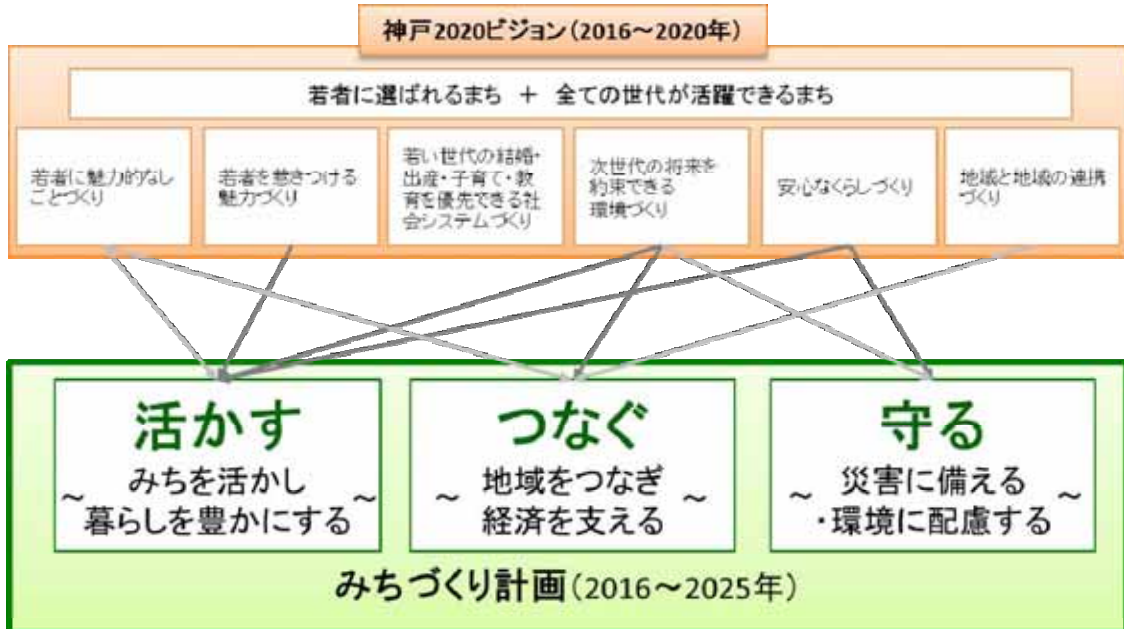 神戸2020ビジョン(2016～2020年)
若者に選ばれるまち ＋ 全ての世代が活躍できるまち
若者に魅力的なし
ごとづくり
若者を惹きつける
魅力づくり
若い世代の結婚・
出産・子育て・教
育を優先できる社
会システムづくり
次世代の将来を
約束できる
環境づくり
安心なくらしづくり
地域と地域の連携
づくり
活かす
～ みちを活かし ～
暮らしを豊かにする
つなぐ
～ 地域をつなぎ ～
経済を支える
守る
～ 災害に備える ～
・環境に配慮する
みちづくり計画(2016～2025年)